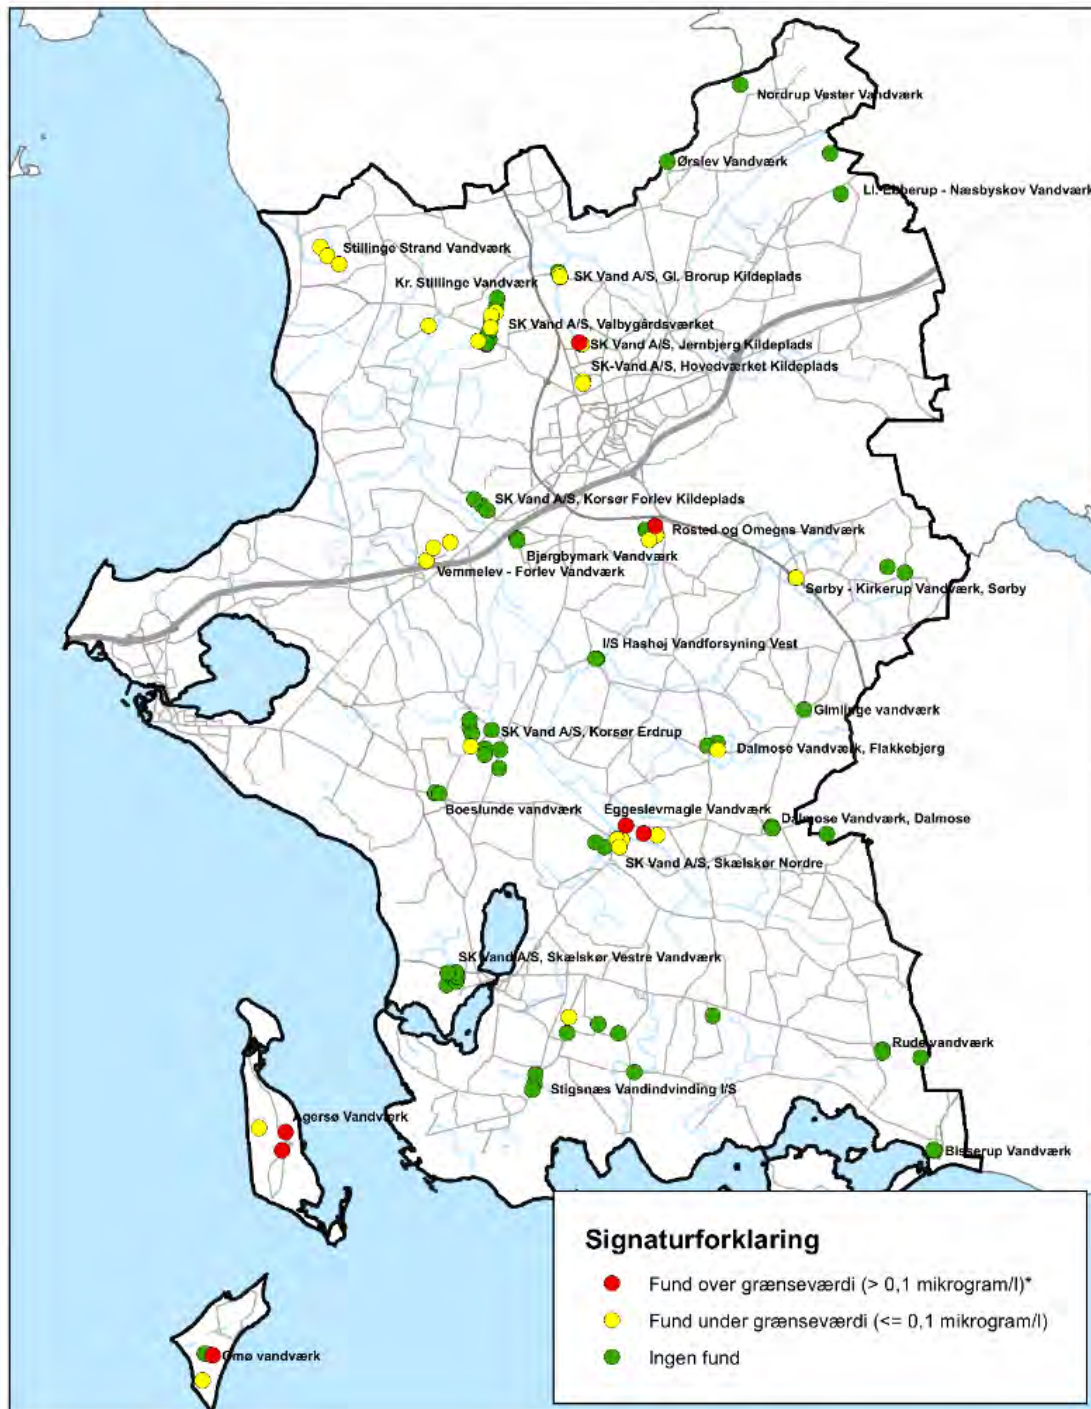 Nordrup Vester Vandværk
Ørslev Vandværk
Ll. Ebberup - Næsbyskov Vandværk
Stillinge Strand Vandværk
SK Vand A/S, Gl. Brorup Kildeplads
Kr. Stillinge Vandværk
SK Vand A/S, Valbygårdsværket
SK Vand A/S, Jernbjerg Kildeplads
SK-Vand A/S, Hovedværket Kildeplads
SK Vand A/S, Korsør Forlev Kildeplads
Rosted og Omegns Vandværk
Bjergbymark Vandværk
Vemmelev - Forlev Vandværk
Sørby - Kirkerup Vandværk, Sørby
I/S Hashøj Vandforsyning Vest
Gimlinge vandværk
SK Vand A/S, Korsør Erdrup
Dalmose Vandværk, Flakkebjerg
Boeslunde vandværk
Eggeslevmagle Vandværk
Dalmose Vandværk, Dalmose
SK Vand A/S, Skælskør Nordre
SK Vand A/S, Skælskør Vestre Vandværk
Rude vandværk
Stigsnæs Vandindvinding I/S
Agersø Vandværk
Bisserup Vandværk
Omø vandværk
Signaturforklaring
Fund over grænseværdi (> 0,1 mikrogram/l)*
Fund under grænseværdi (<= 0,1 mikrogram/l)
Ingen fund